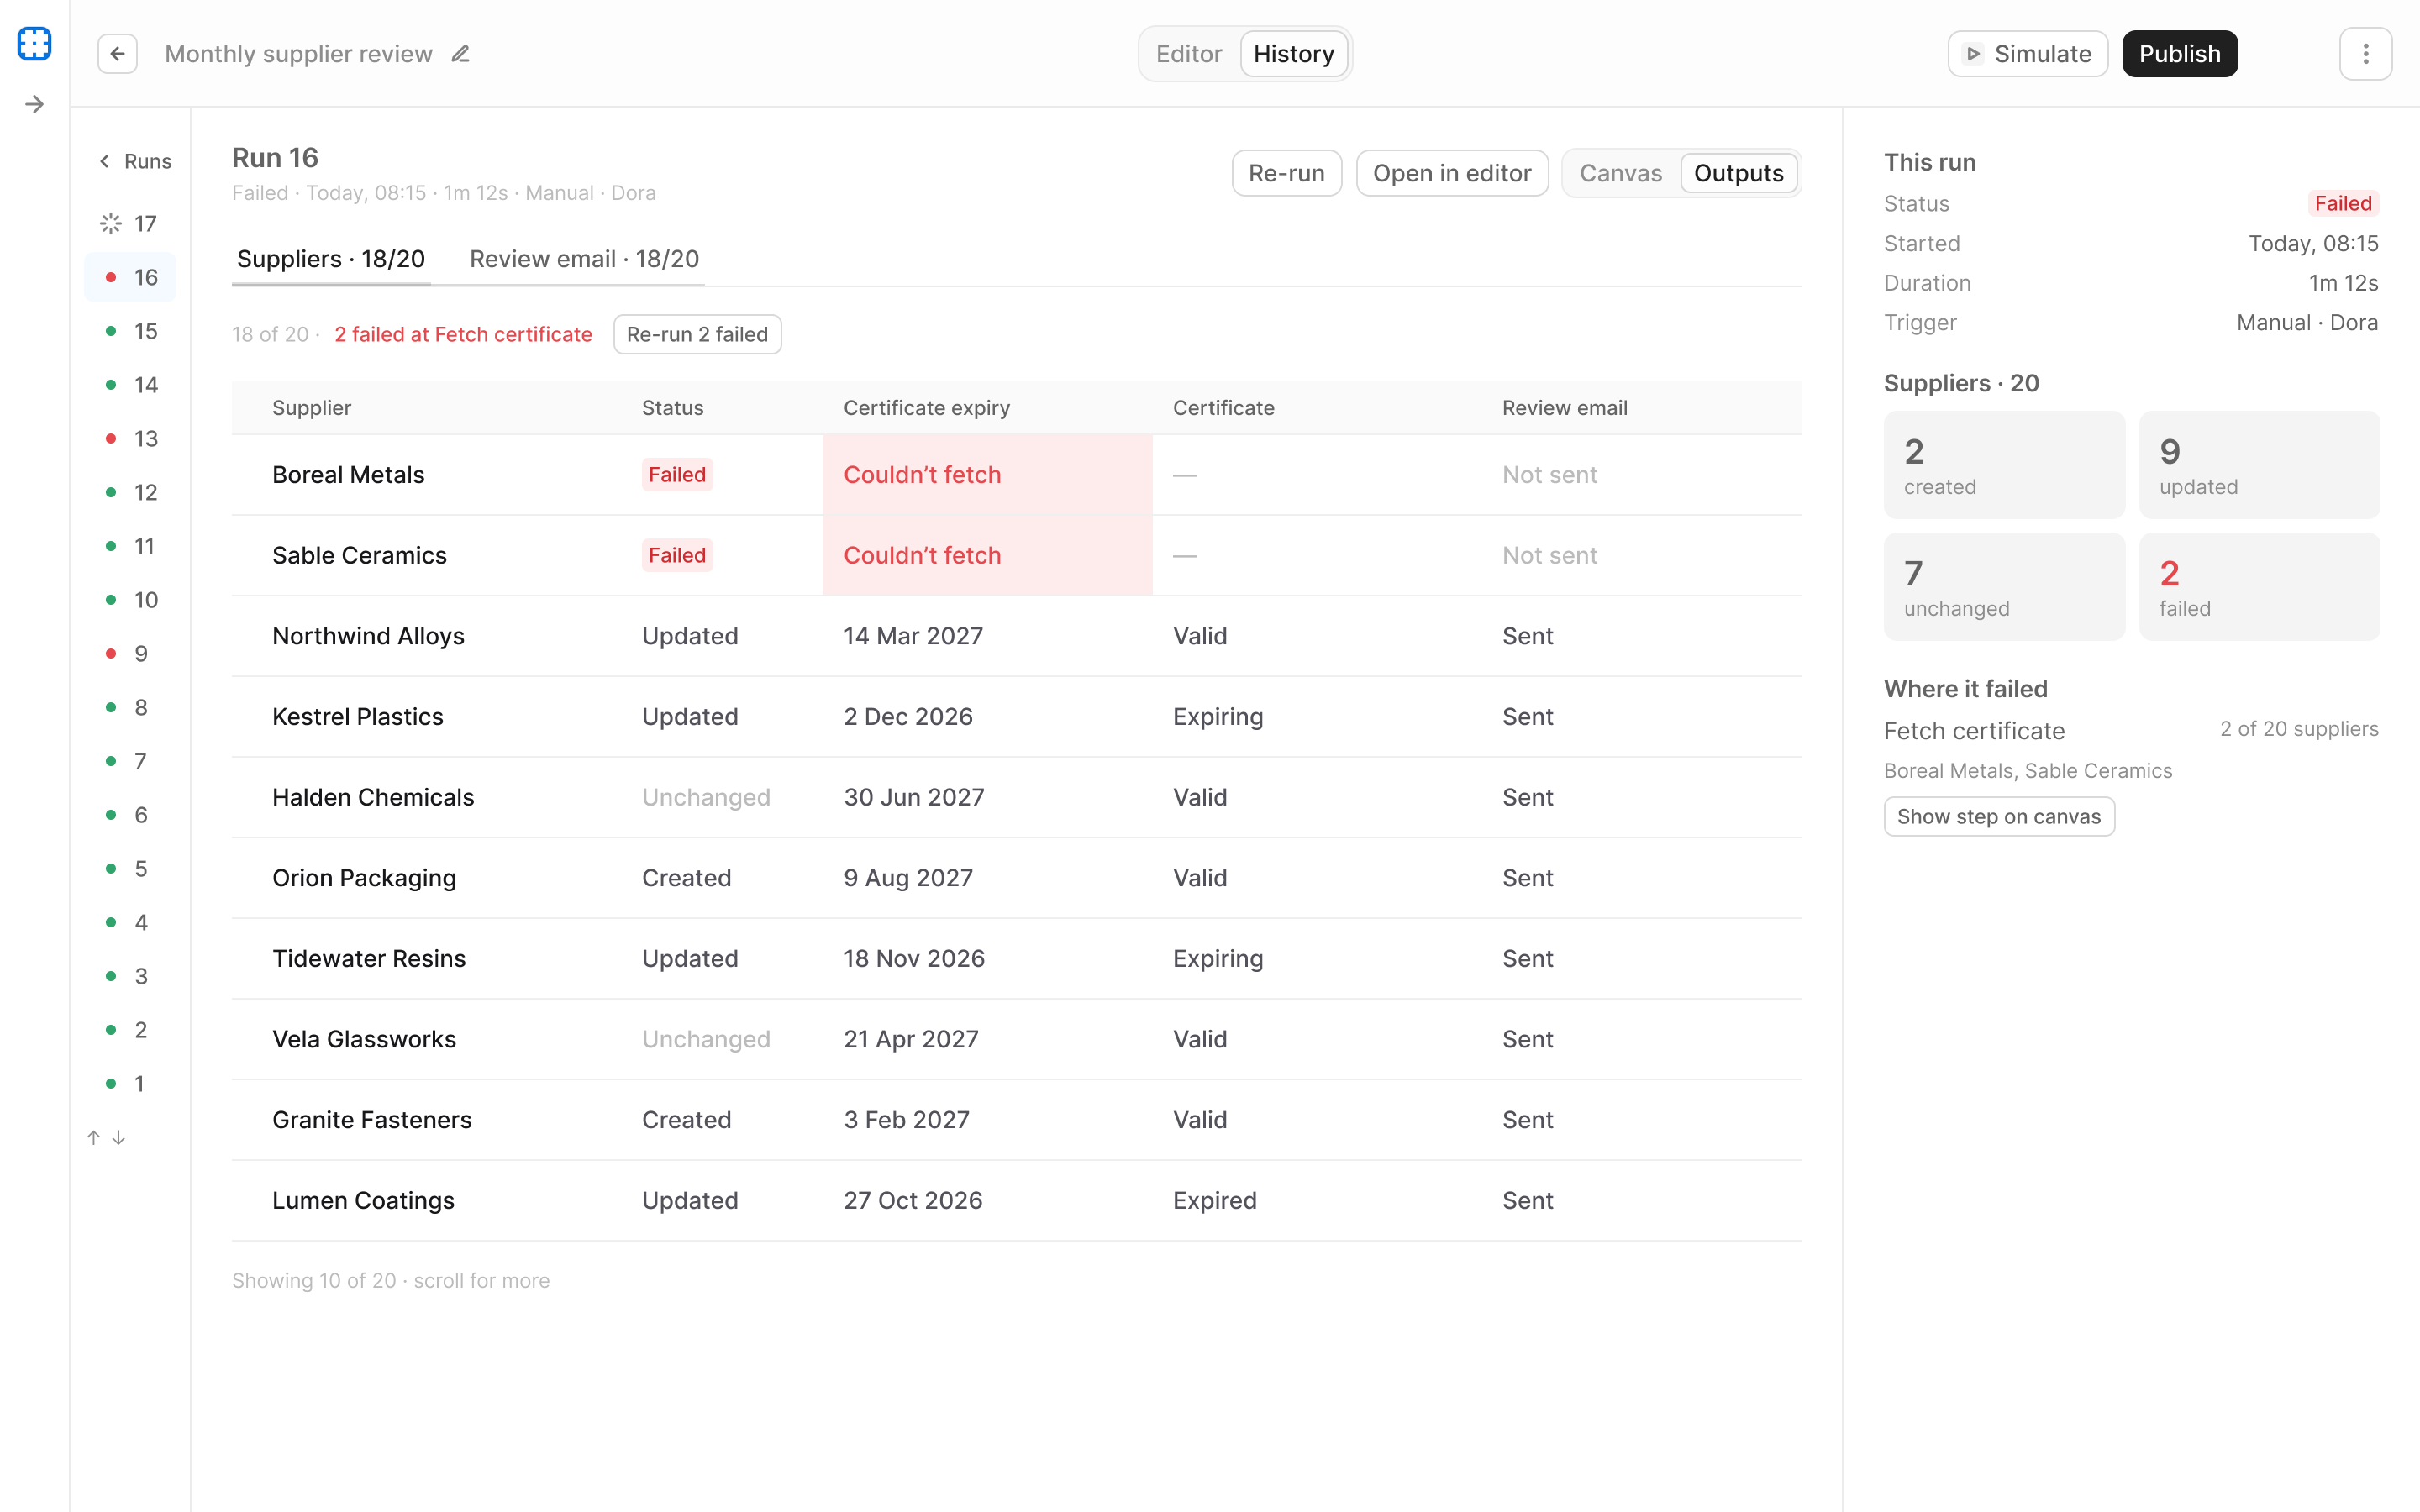 Monthly supplier review
Editor
History
Simulate
Publish
Runs
17
16
15
14
13
12
11
10
9
8
7
6
5
4
3
2
1
Run 16
Failed · Today, 08:15 · 1m 12s · Manual · Dora
Re-run
Open in editor
Canvas
Outputs
Suppliers · 18/20
Review email · 18/20
18 of 20 · 2 failed at Fetch certificate
Re-run 2 failed
Supplier Status Certificate expiry Certificate Review email
Boreal Metals Failed Couldn’t fetch — Not sent
Sable Ceramics Failed Couldn’t fetch — Not sent
Northwind Alloys Updated 14 Mar 2027 Valid Sent
Kestrel Plastics Updated 2 Dec 2026 Expiring Sent
Halden Chemicals Unchanged 30 Jun 2027 Valid Sent
Orion Packaging Created 9 Aug 2027 Valid Sent
Tidewater Resins Updated 18 Nov 2026 Expiring Sent
Vela Glassworks Unchanged 21 Apr 2027 Valid Sent
Granite Fasteners Created 3 Feb 2027 Valid Sent
Lumen Coatings Updated 27 Oct 2026 Expired Sent
Showing 10 of 20 · scroll for more
This run
Status Failed
Started Today, 08:15
Duration 1m 12s
Trigger Manual · Dora
Suppliers · 20
2
created
9
updated
7
unchanged
2
failed
Where it failed
Fetch certificate 2 of 20 suppliers
Boreal Metals, Sable Ceramics
Show step on canvas